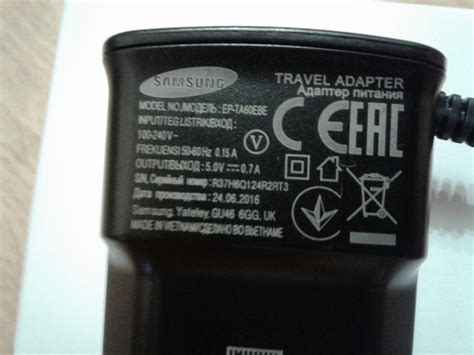 SAMSUNG
TRAVEL ADAPTER
Адаптер питания
MODEL NO./МОДЕЛЬ : EP-TA60EBE
INPUT/TEG LISTRIK/ВХОД :
100-240V~
FREKUENSI 50-60Hz 0.15 A
OUTPUT/ВЫХОД : 5.0V ⎓ 0.7A
S/N, Серийный номер : R37H6Q124R2RT3
Дата производства : 24.06.2016
Samsung. Yateley, GU46 6GG. UK
MADE IN VIETNAM/СДЕЛАНО ВО ВЬЕТНАМЕ
V
CE EAC